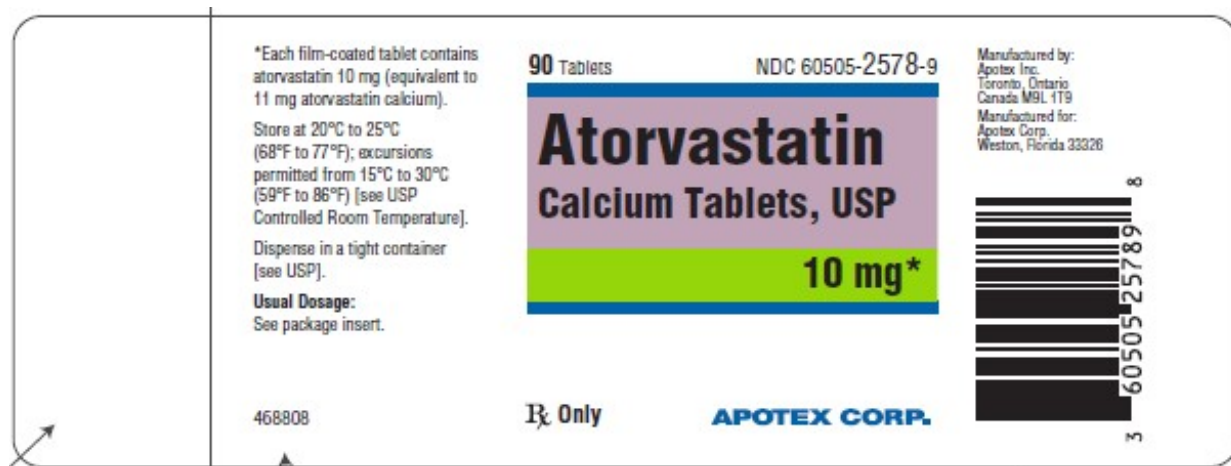 *Each film-coated tablet contains
atorvastatin 10 mg (equivalent to
11 mg atorvastatin calcium).
Store at 20°C to 25°C
(68°F to 77°F); excursions
permitted from 15°C to 30°C
(59°F to 86°F) [see USP
Controlled Room Temperature].
Dispense in a tight container
[see USP].
Usual Dosage:
See package insert.
468808
90 Tablets NDC 60505-2578-9
Atorvastatin
Calcium Tablets, USP
10 mg*
℞ Only
APOTEX CORP.
Manufactured by:
Apotex Inc.
Toronto, Ontario
Canada M9L 1T9
Manufactured for:
Apotex Corp.
Weston, Florida 33326
3 60505 25789 8